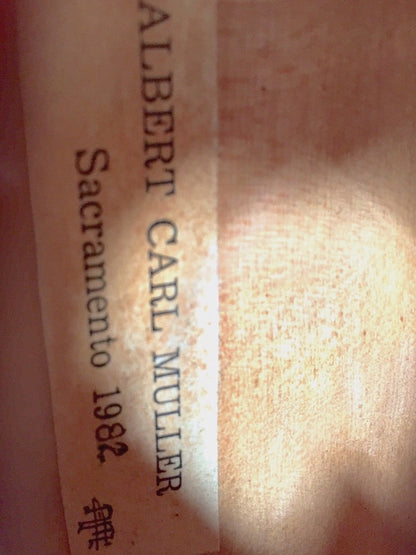 ALBERT CARL MULLER
Sacramento 1982